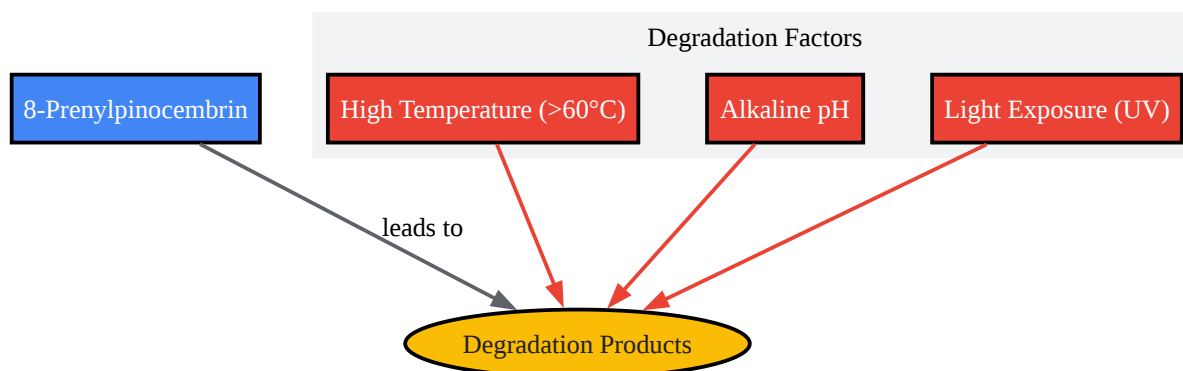 Degradation Factors
8-Prenylpinocembrin
High Temperature (>60°C)
Alkaline pH
Light Exposure (UV)
leads to
Degradation Products